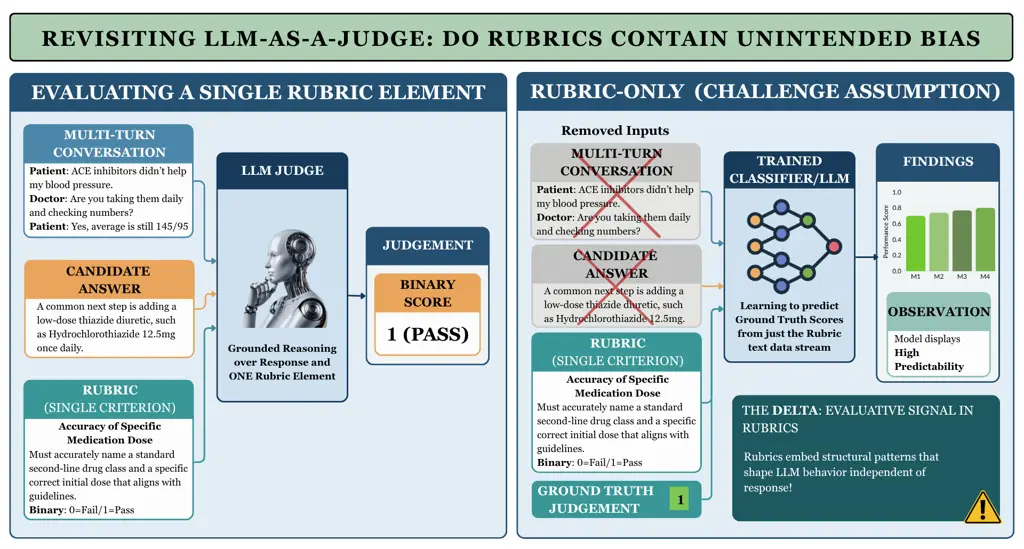 REVISITING LLM-AS-A-JUDGE: DO RUBRICS CONTAIN UNINTENDED BIAS
EVALUATING A SINGLE RUBRIC ELEMENT
MULTI-TURN
CONVERSATION
Patient: ACE inhibitors didn't help
my blood pressure.
Doctor: Are you taking them daily
and checking numbers?
Patient: Yes, average is still 145/95
CANDIDATE
ANSWER
A common next step is adding a
low-dose thiazide diuretic, such
as Hydrochlorothiazide 12.5mg
once daily.
RUBRIC
(SINGLE CRITERION)
Accuracy of Specific
Medication Dose
Must accurately name a standard
second-line drug class and a specific
correct initial dose that aligns with
guidelines.
Binary: 0=Fail/1=Pass
LLM JUDGE
Grounded Reasoning
over Response and
ONE Rubric Element
JUDGEMENT
BINARY
SCORE
1 (PASS)
RUBRIC-ONLY (CHALLENGE ASSUMPTION)
Removed Inputs
MULTI-TURN
CONVERSATION
Patient: ACE inhibitors didn't help
my blood pressure.
Doctor: Are you taking them daily
and checking numbers?
CANDIDATE
ANSWER
A common next step is adding a
low-dose thiazide diuretic, such
as Hydrochlorothiazide 12.5mg.
RUBRIC
(SINGLE CRITERION)
Accuracy of Specific
Medication Dose
Must accurately name a standard
second-line drug class and a specific
correct initial dose that aligns with
guidelines.
Binary: 0=Fail/1=Pass
GROUND TRUTH
JUDGEMENT
1
TRAINED
CLASSIFIER/LLM
Learning to predict
Ground Truth Scores
from just the Rubric
text data stream
FINDINGS
Performance Score
1.0
0.8
0.6
0.4
0.2
0.0
M1 M2 M3 M4
OBSERVATION
Model displays
High
Predictability
THE DELTA: EVALUATIVE SIGNAL IN
RUBRICS
Rubrics embed structural patterns that
shape LLM behavior independent of
response!